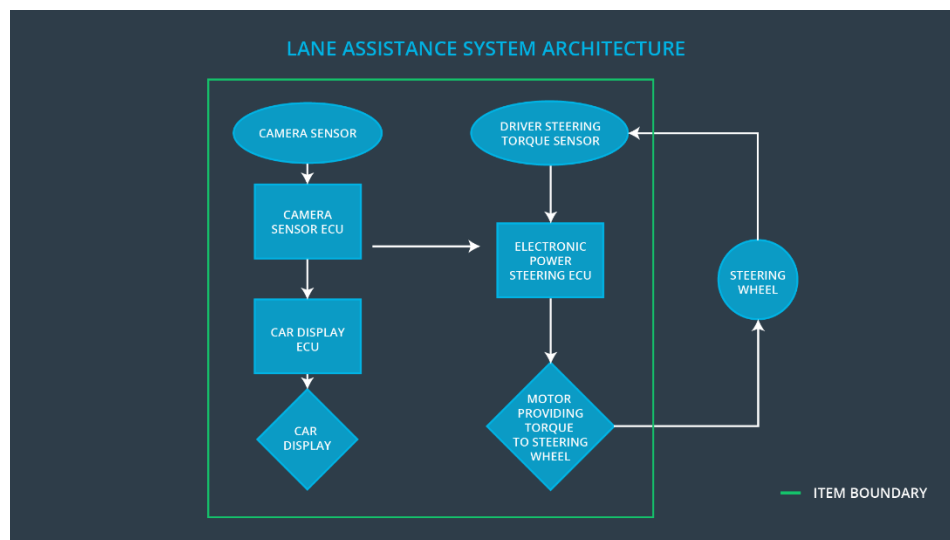 LANE ASSISTANCE SYSTEM ARCHITECTURE
CAMERA SENSOR
CAMERA
SENSOR ECU
CAR DISPLAY
ECU
CAR
DISPLAY
DRIVER STEERING
TORQUE SENSOR
ELECTRONIC
POWER
STEERING ECU
MOTOR
PROVIDING
TORQUE
TO STEERING
WHEEL
STEERING
WHEEL
ITEM BOUNDARY